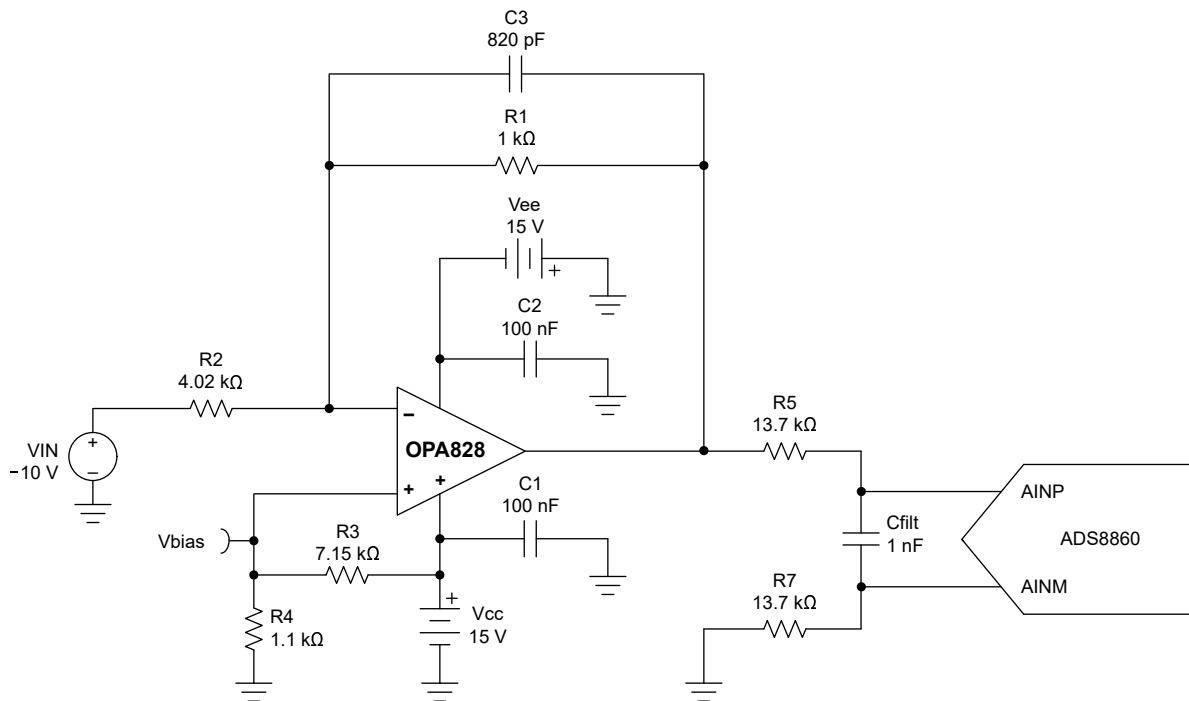 C3
820 pF
R1
1 kΩ
Vee
15 V
+
C2
100 nF
R2
4.02 kΩ
VIN
−10 V
+
−
−
OPA828
+
+
R5
13.7 kΩ
C1
100 nF
AINP
Cfilt
1 nF
ADS8860
AINM
Vbias
R3
7.15 kΩ
R4
1.1 kΩ
+
Vcc
15 V
R7
13.7 kΩ